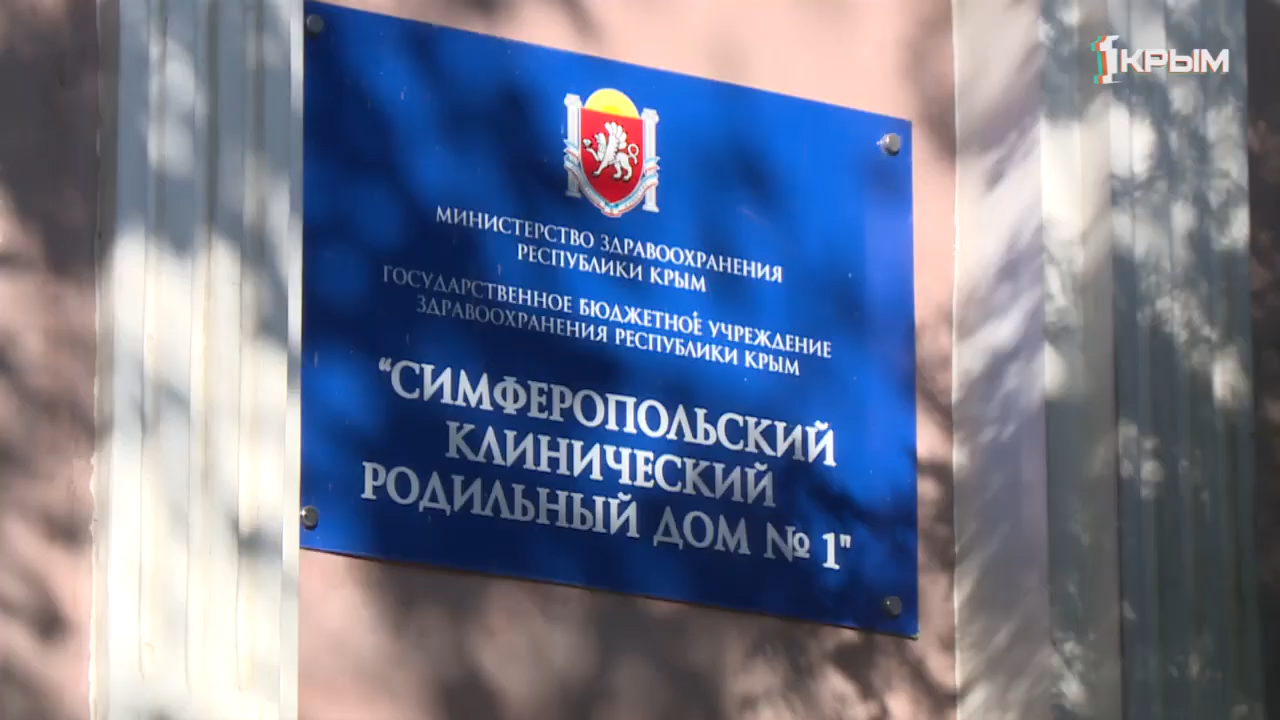 1КРЫМ
МИНИСТЕРСТВО ЗДРАВООХРАНЕНИЯ
РЕСПУБЛИКИ КРЫМ
ГОСУДАРСТВЕННОЕ БЮДЖЕТНОЕ УЧРЕЖДЕНИЕ
ЗДРАВООХРАНЕНИЯ РЕСПУБЛИКИ КРЫМ
“СИМФЕРОПОЛЬСКИЙ
КЛИНИЧЕСКИЙ
РОДИЛЬНЫЙ ДОМ № 1"